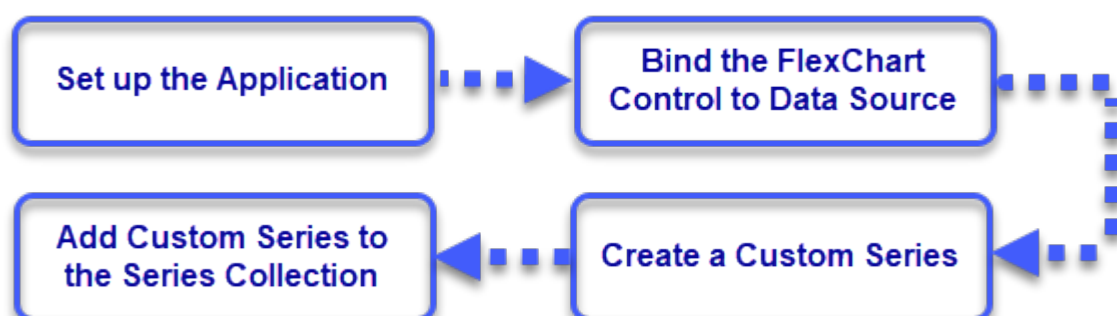 Set up the Application
Bind the FlexChart
Control to Data Source
Create a Custom Series
Add Custom Series to
the Series Collection